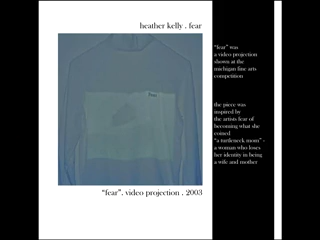 heather kelly . fear
"fear" was
a video projection
shown at the
michigan fine arts
competition
the piece was
inspired by
the artists fear of
becoming what she
coined
"a turtleneck mom" -
a woman who loses
her identity in being
a wife and mother
"fear". video projection . 2003